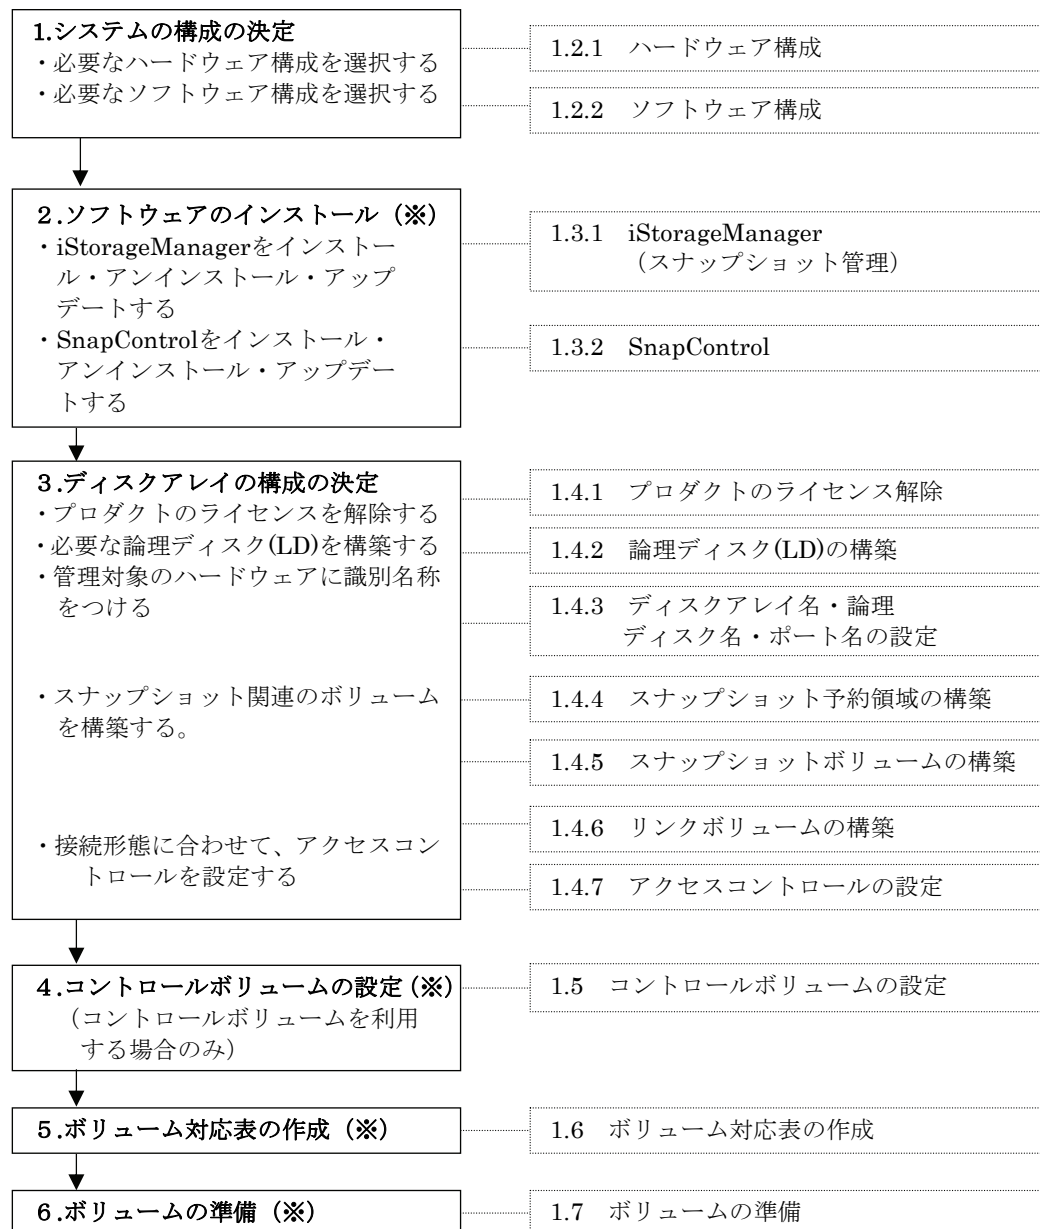 1.システムの構成の決定
・必要なハードウェア構成を選択する
・必要なソフトウェア構成を選択する
1.2.1 ハードウェア構成
1.2.2 ソフトウェア構成
２.ソフトウェアのインストール（※）
・iStorageManagerをインストー
ル・アンインストール・アップ
デートする
・SnapControlをインストール・
アンインストール・アップデー
トする
1.3.1 iStorageManager
（スナップショット管理）
1.3.2 SnapControl
３.ディスクアレイの構成の決定
・プロダクトのライセンスを解除する
・必要な論理ディスク(LD)を構築する
・管理対象のハードウェアに識別名称
をつける
・スナップショット関連のボリューム
を構築する。
・接続形態に合わせて、アクセスコン
トロールを設定する
1.4.1 プロダクトのライセンス解除
1.4.2 論理ディスク(LD)の構築
1.4.3 ディスクアレイ名・論理
ディスク名・ポート名の設定
1.4.4 スナップショット予約領域の構築
1.4.5 スナップショットボリュームの構築
1.4.6 リンクボリュームの構築
1.4.7 アクセスコントロールの設定
４.コントロールボリュームの設定（※）
（コントロールボリュームを利用
する場合のみ）
1.5 コントロールボリュームの設定
５.ボリューム対応表の作成（※）
1.6 ボリューム対応表の作成
６.ボリュームの準備（※）
1.7 ボリュームの準備